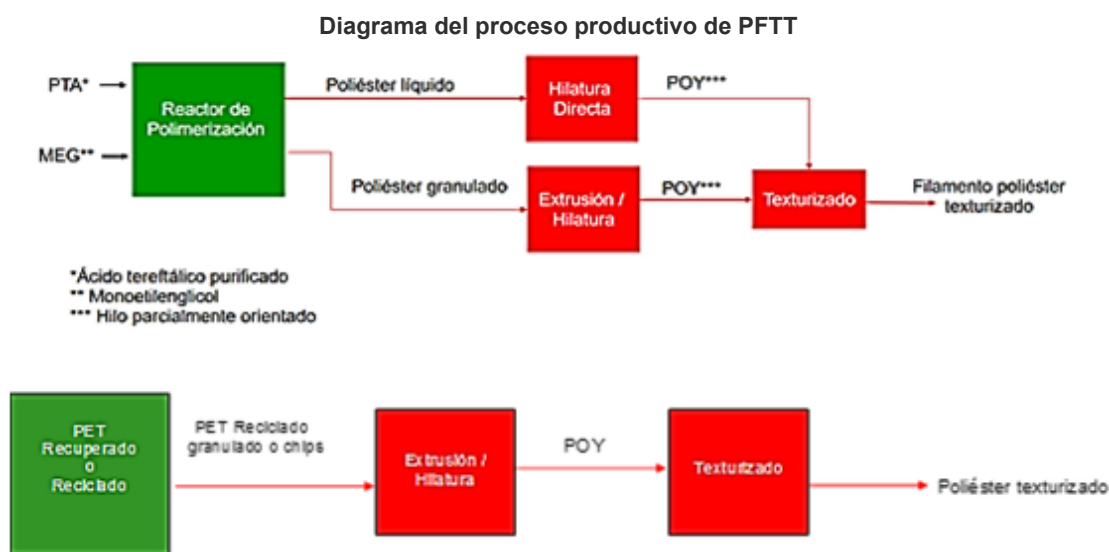 Diagrama del proceso productivo de PFTT
PTA*
MEG**
Reactor de
Polimerización
Poliéster líquido
Poliéster granulado
Hilatura
Directa
POY***
Extrusión /
Hilatura
POY***
Texturizado
Filamento poliéster
texturizado
*Ácido tereftálico purificado
** Monoetilenglicol
*** Hilo parcialmente orientado
PET
Recuperado
o
Reciclado
PET Reciclado
granulado o chips
Extrusión /
Hilatura
POY
Texturizado
Poliéster texturizado